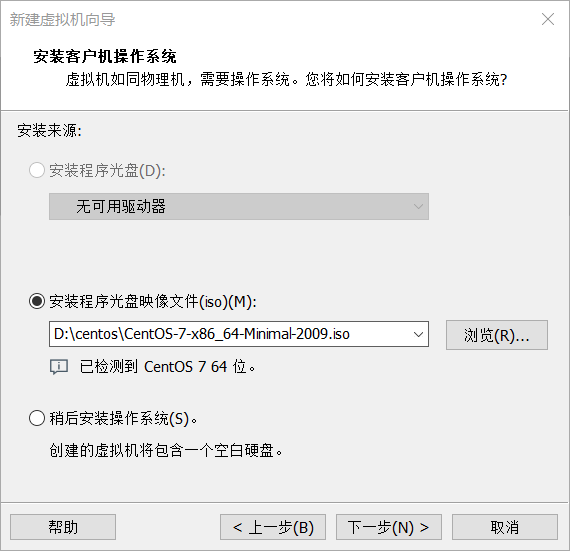 新建虚拟机向导
安装客户机操作系统
虚拟机如同物理机，需要操作系统。您将如何安装客户机操作系统?
安装来源:
安装程序光盘(D):
无可用驱动器
安装程序光盘映像文件(iso)(M):
D:\centos\CentOS-7-x86_64-Minimal-2009.iso
浏览(R)...
已检测到 CentOS 7 64 位。
稍后安装操作系统(S)。
创建的虚拟机将包含一个空白硬盘。
帮助
< 上一步(B)
下一步(N) >
取消